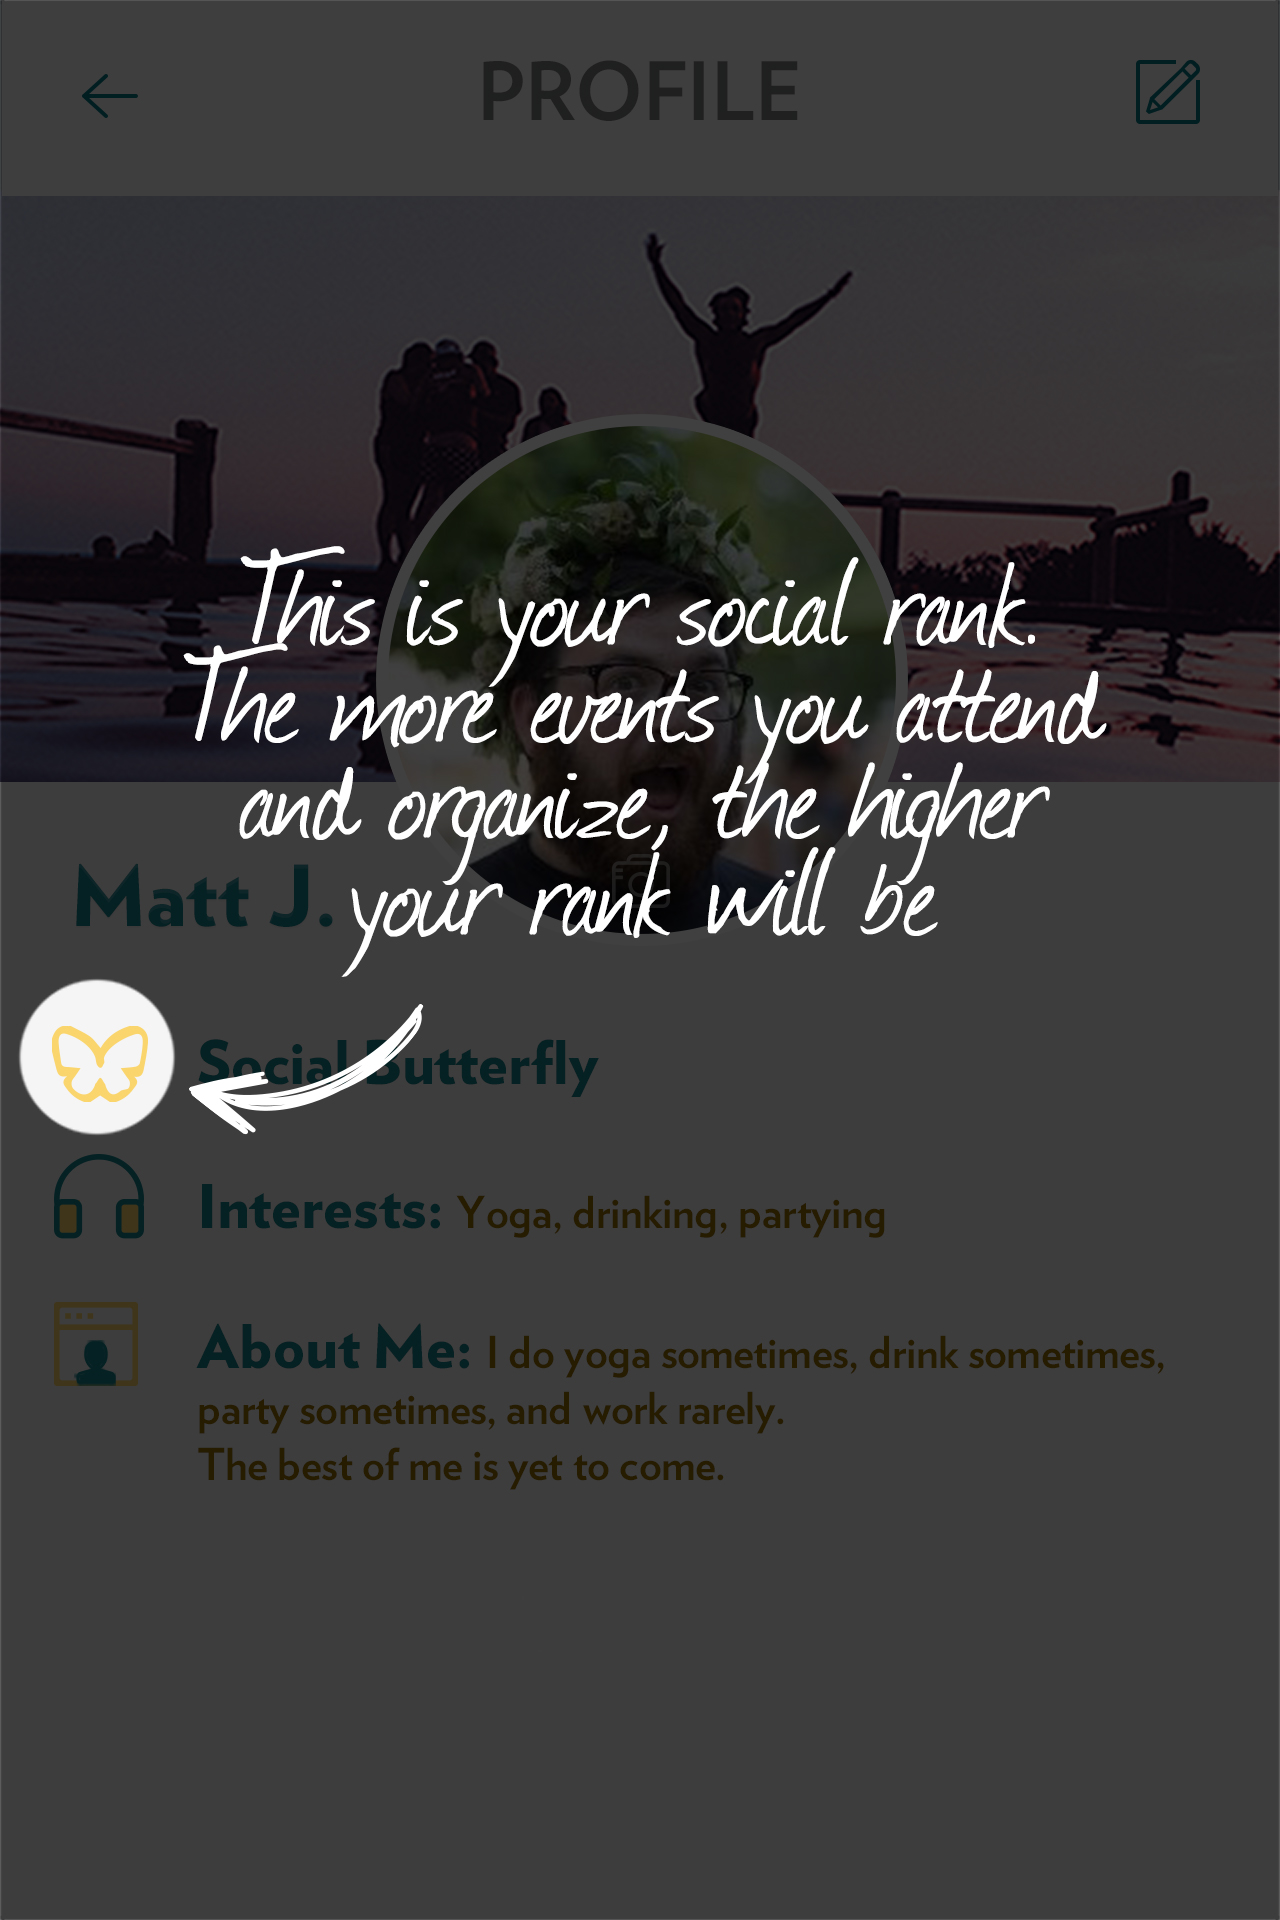 PROFILE
This is your social rank.
The more events you attend
and organize, the higher
your rank will be
Matt J.
Social Butterfly
Interests: Yoga, drinking, partying
About Me: I do yoga sometimes, drink sometimes,
party sometimes, and work rarely.
The best of me is yet to come.